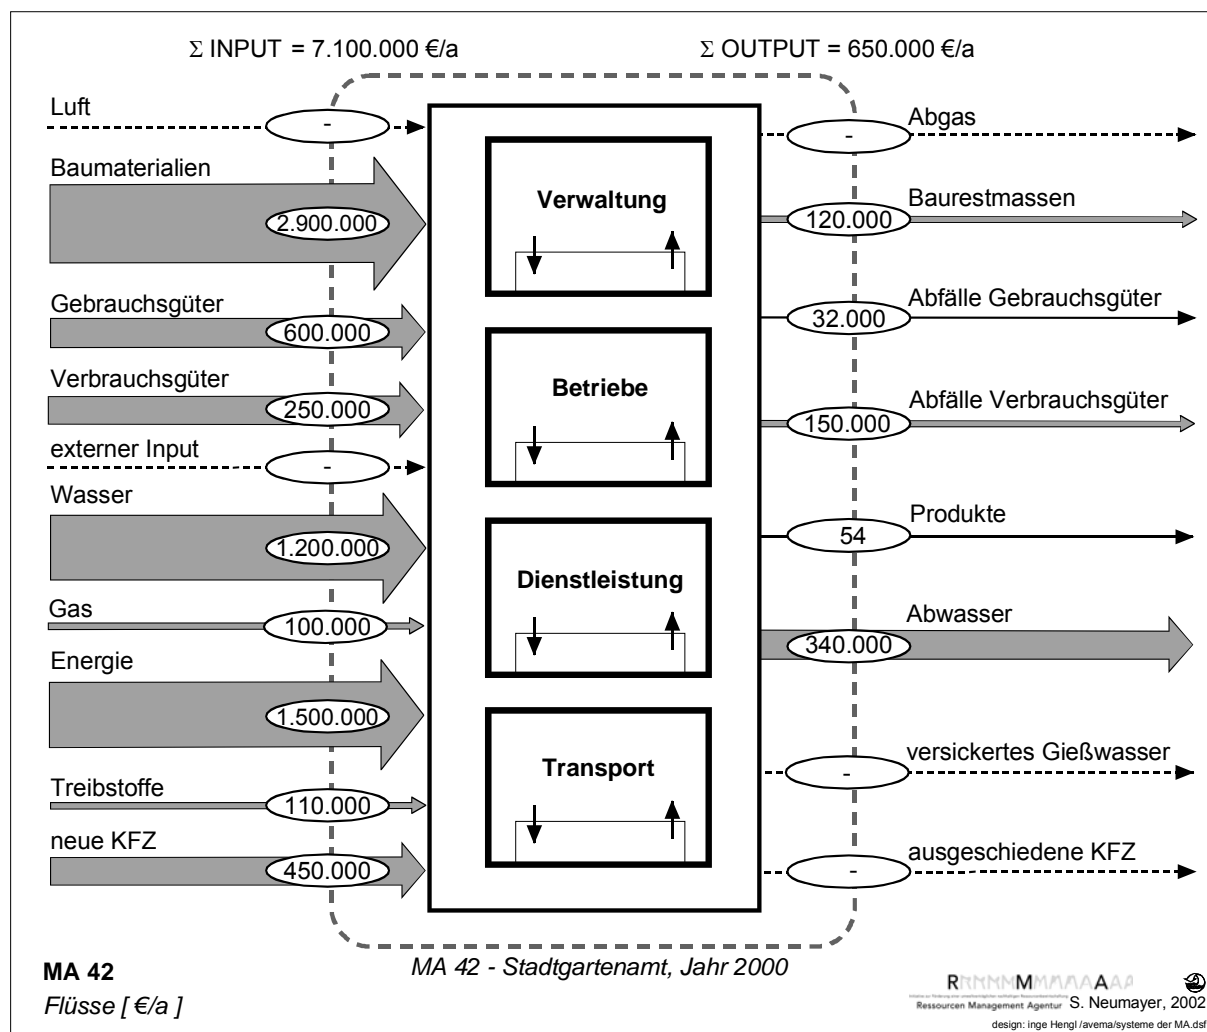 Σ INPUT = 7.100.000 €/a
Σ OUTPUT = 650.000 €/a
Luft
-
Baumaterialien
2.900.000
Gebrauchsgüter
600.000
Verbrauchsgüter
250.000
externer Input
-
Wasser
1.200.000
Gas
100.000
Energie
1.500.000
Treibstoffe
110.000
neue KFZ
450.000
Verwaltung
Betriebe
Dienstleistung
Transport
Abgas
-
Baurestmassen
120.000
Abfälle Gebrauchsgüter
32.000
Abfälle Verbrauchsgüter
150.000
Produkte
54
Abwasser
340.000
versickertes Gießwasser
-
ausgeschiedene KFZ
-
MA 42 - Stadtgartenamt, Jahr 2000
MA 42
Flüsse [ €/a ]
Ressourcen Management Agentur
S. Neumayer, 2002
design: inge Hengl /avema/systeme der MA.dsf